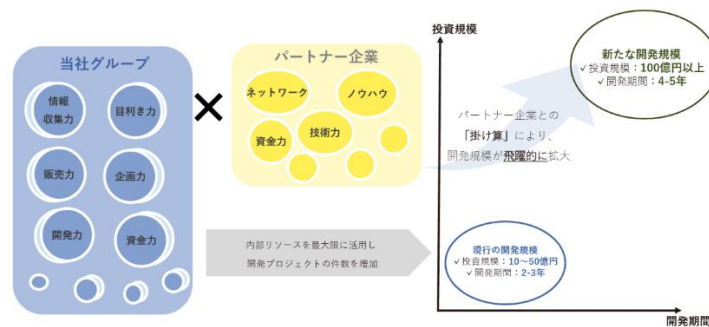 当社グループ
情報
収集力
目利き力
販売力
企画力
開発力
資金力
パートナー企業
ネットワーク
ノウハウ
資金力
技術力
内部リソースを最大限に活用し
開発プロジェクトの件数を増加
投資規模
新たな開発規模
✓投資規模：100億円以上
✓開発期間：4-5年
パートナー企業との
「掛け算」により、
開発規模が飛躍的に拡大
現行の開発規模
✓投資規模：10～50億円
✓開発期間：2-3年
開発期間